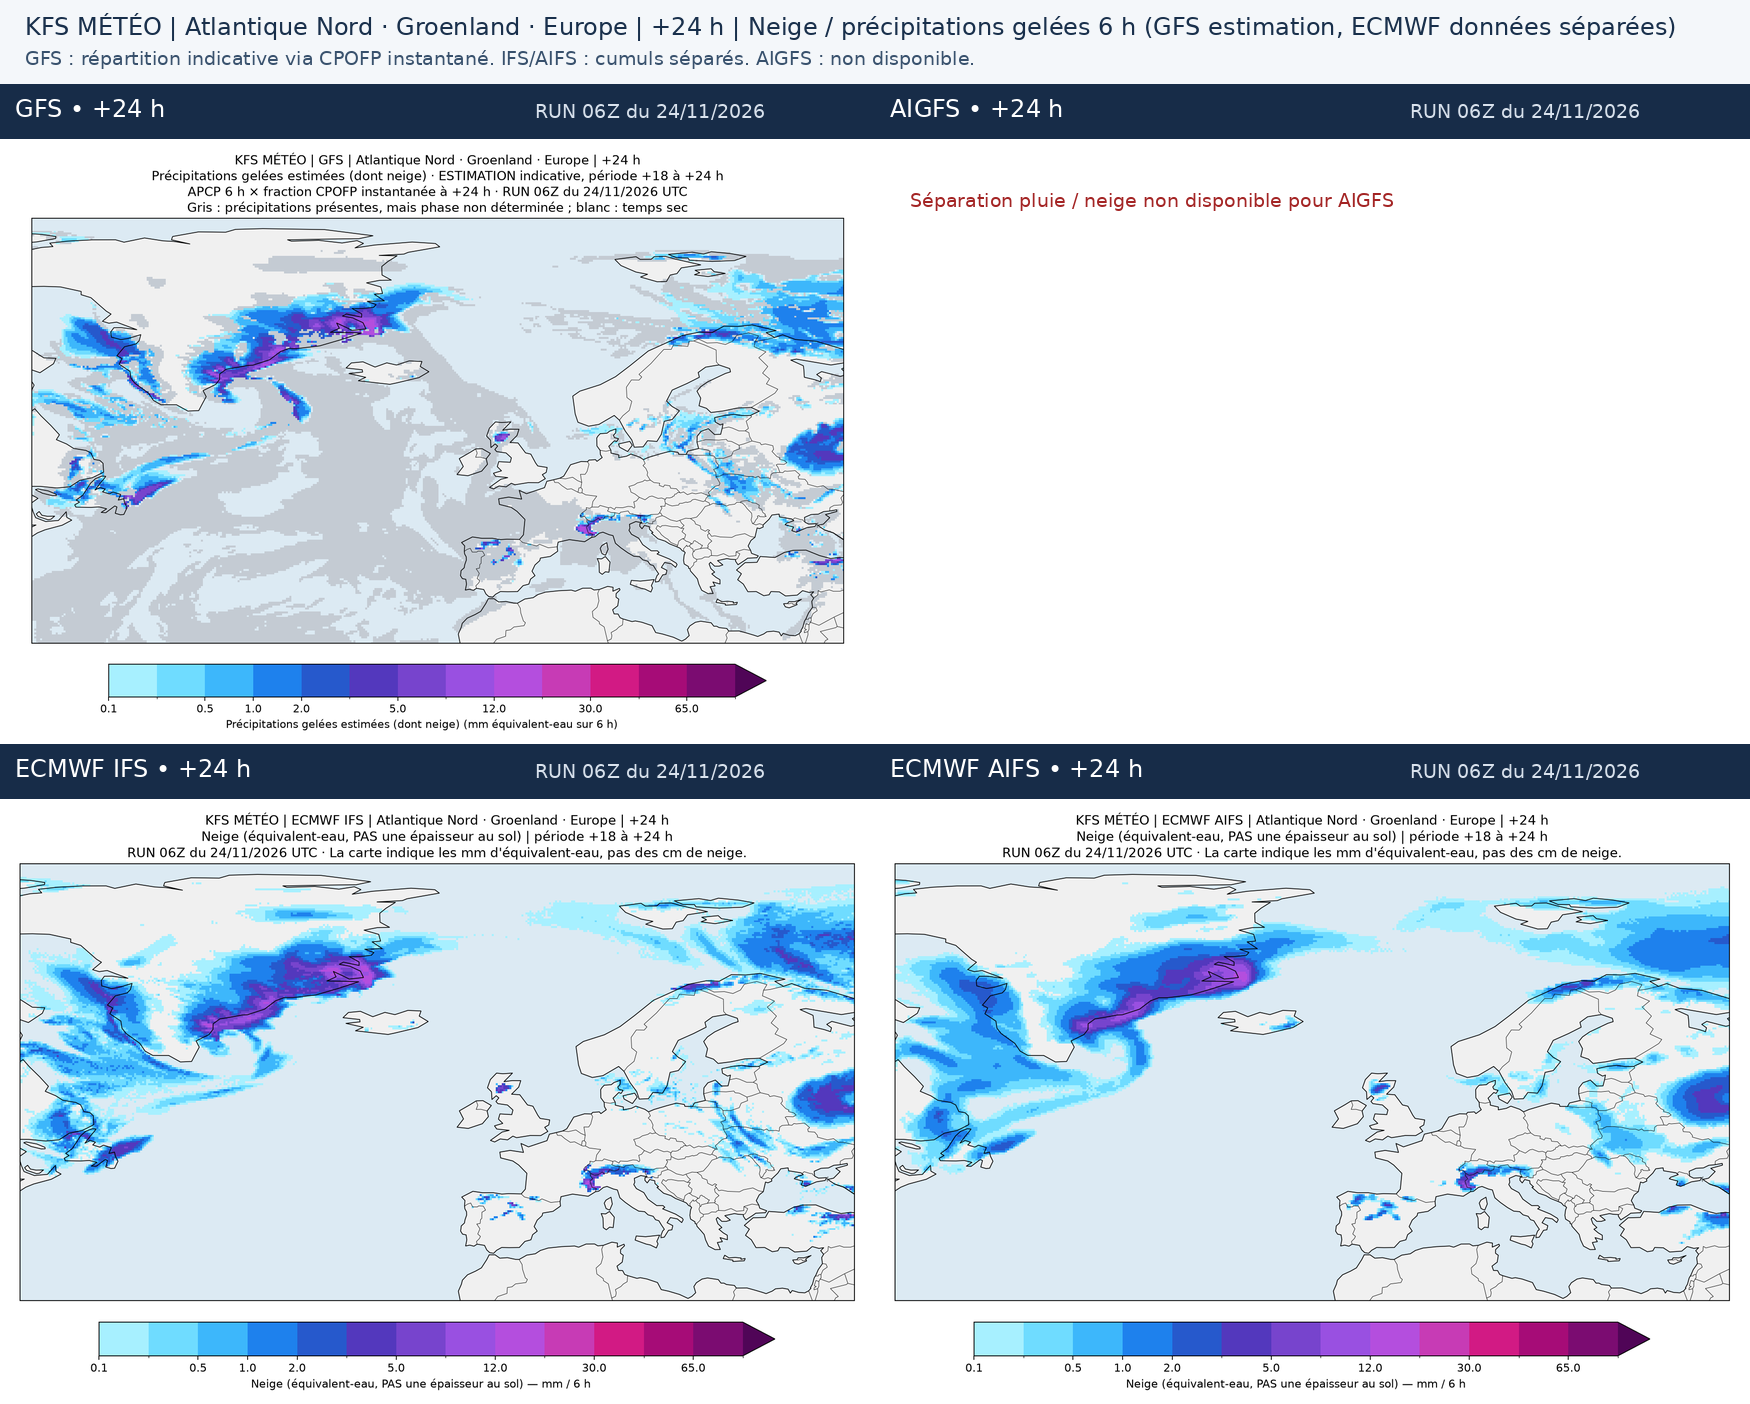 KFS MÉTÉO | Atlantique Nord · Groenland · Europe | +24 h | Neige / précipitations gelées 6 h (GFS estimation, ECMWF données séparées)
GFS : répartition indicative via CPOFP instantané. IFS/AIFS : cumuls séparés. AIGFS : non disponible.
GFS • +24 h
RUN 06Z du 24/11/2026
AIGFS • +24 h
RUN 06Z du 24/11/2026
KFS MÉTÉO | GFS | Atlantique Nord · Groenland · Europe | +24 h
Précipitations gelées estimées (dont neige) · ESTIMATION indicative, période +18 à +24 h
APCP 6 h × fraction CPOFP instantanée à +24 h · RUN 06Z du 24/11/2026 UTC
Gris : précipitations présentes, mais phase non déterminée ; blanc : temps sec
Séparation pluie / neige non disponible pour AIGFS
0.1 0.5 1.0 2.0 5.0 12.0 30.0 65.0
Précipitations gelées estimées (dont neige) (mm équivalent-eau sur 6 h)
ECMWF IFS • +24 h
RUN 06Z du 24/11/2026
ECMWF AIFS • +24 h
RUN 06Z du 24/11/2026
KFS MÉTÉO | ECMWF IFS | Atlantique Nord · Groenland · Europe | +24 h
Neige (équivalent-eau, PAS une épaisseur au sol) | période +18 à +24 h
RUN 06Z du 24/11/2026 UTC · La carte indique les mm d'équivalent-eau, pas des cm de neige.
KFS MÉTÉO | ECMWF AIFS | Atlantique Nord · Groenland · Europe | +24 h
Neige (équivalent-eau, PAS une épaisseur au sol) | période +18 à +24 h
RUN 06Z du 24/11/2026 UTC · La carte indique les mm d'équivalent-eau, pas des cm de neige.
0.1 0.5 1.0 2.0 5.0 12.0 30.0 65.0
Neige (équivalent-eau, PAS une épaisseur au sol) — mm / 6 h
0.1 0.5 1.0 2.0 5.0 12.0 30.0 65.0
Neige (équivalent-eau, PAS une épaisseur au sol) — mm / 6 h